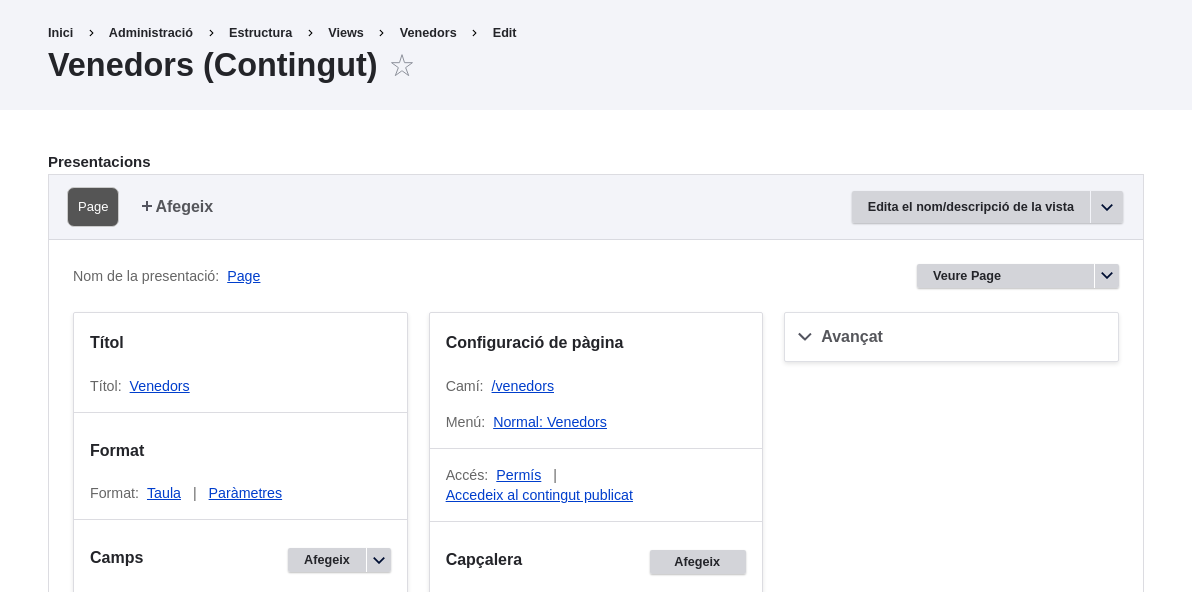 Inici › Administració › Estructura › Views › Venedors › Edit
Venedors (Contingut) ☆
Presentacions
Page + Afegeix Edita el nom/descripció de la vista
Nom de la presentació: Page Veure Page
Títol
Títol: Venedors
Format
Format: Taula | Paràmetres
Camps Afegeix
Configuració de pàgina
Camí: /venedors
Menú: Normal: Venedors
Accés: Permís |
Accedeix al contingut publicat
Capçalera Afegeix
Avançat